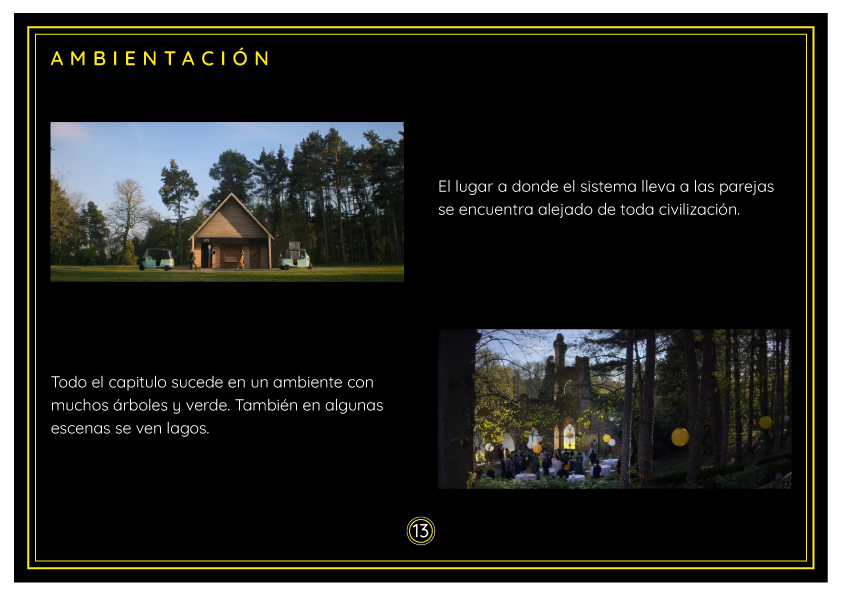 AMBIENTACIÓN
El lugar a donde el sistema lleva a las parejas
se encuentra alejado de toda civilización.
Todo el capitulo sucede en un ambiente con
muchos árboles y verde. También en algunas
escenas se ven lagos.
13